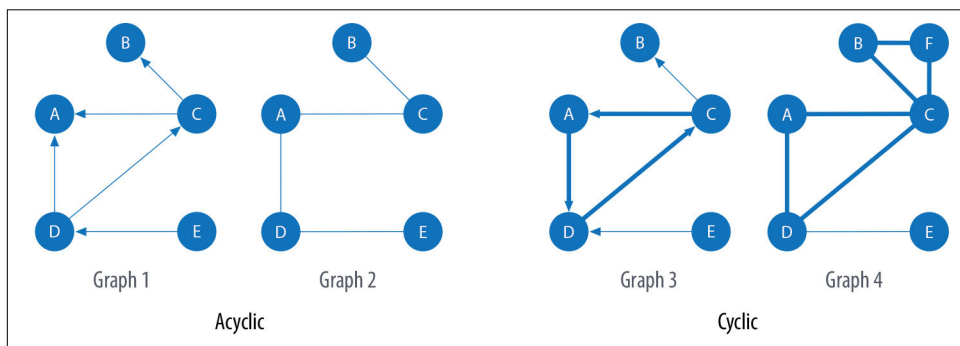 B B B F
A C A C A C A C
D E D E D E D E
Graph 1 Graph 2 Graph 3 Graph 4
Acyclic Cyclic